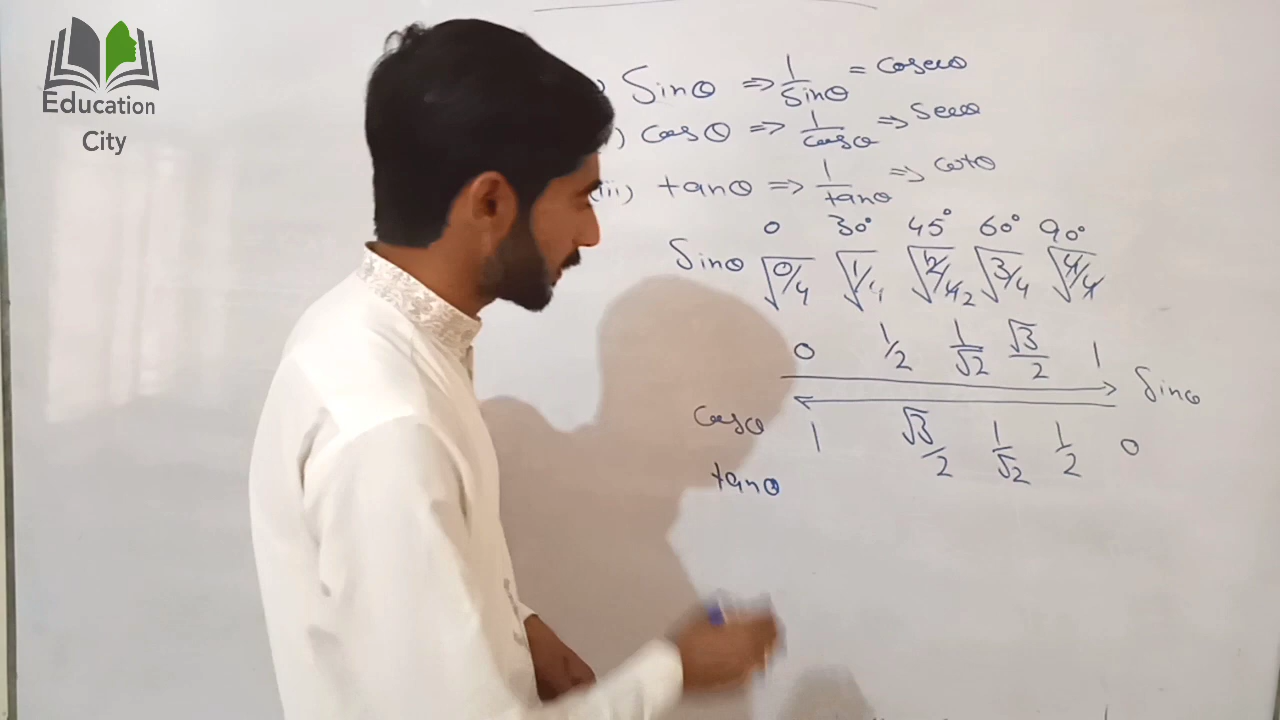 Education
City
) Sinθ ⇒ 1/Sinθ = Cosecθ
) Cosθ ⇒ 1/Cosθ ⇒ Secθ
(iii) tanθ ⇒ 1/tanθ ⇒ cotθ
0 30° 45° 60° 90°
Sinθ √0/4 √1/4 √2/4 2 √3/4 √4/4
0 1/2 1/√2 √3/2 1
Sinθ
Cosθ 1 √3/2 1/√2 1/2 0
tanθ